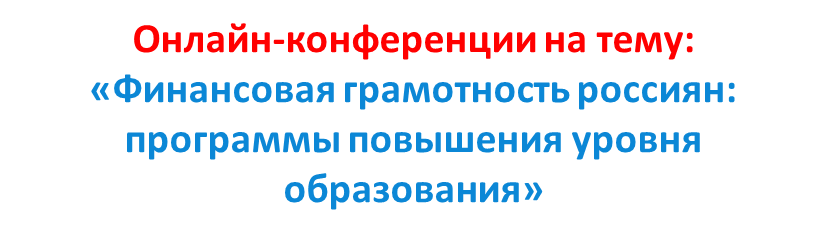 Онлайн-конференции на тему:
«Финансовая грамотность россиян:
программы повышения уровня
образования»